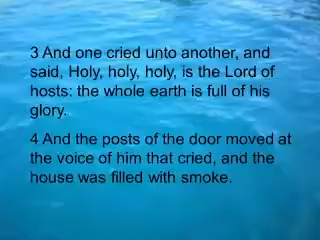 3 And one cried unto another, and
said, Holy, holy, holy, is the Lord of
hosts: the whole earth is full of his
glory.
4 And the posts of the door moved at
the voice of him that cried, and the
house was filled with smoke.